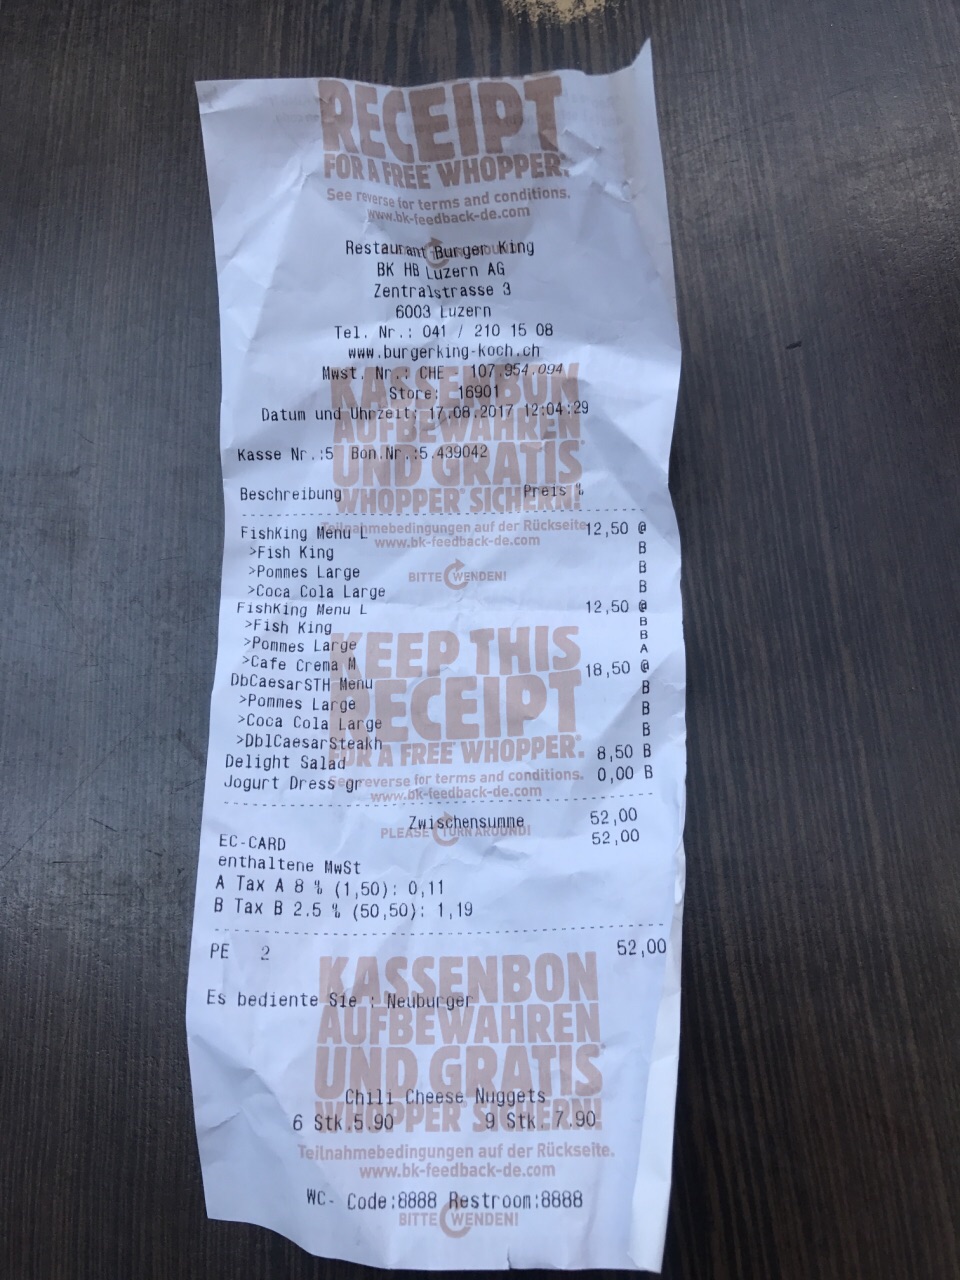 RECEIPT
FOR A FREE WHOPPER.
See reverse for terms and conditions.
www.bk-feedback-de.com
Restaurant Burger King
BK HB Luzern AG
Zentralstrasse 3
6003 Luzern
Tel. Nr.: 041 / 210 15 08
www.burgerking-koch.ch
Mwst. Nr.: CHE 107.954.094
KASSENBON
Store: 16901
Datum und Uhrzeit: 17.08.2017 12:04:29
AUFBEWAHREN
Kasse Nr.:5 Bon.Nr.:5.439042
UND GRATIS
Beschreibung Preis %
WHOPPER® SICHERN!
Teilnahmebedingungen auf der Rückseite
FishKing Menu L 12,50 @
www.bk-feedback-de.com
>Fish King B
>Pommes Large B
BITTE WENDEN!
>Coca Cola Large B
FishKing Menu L 12,50 @
>Fish King B
>Pommes Large B
KEEP THIS
>Cafe Crema M A
DbCaesarSTH Menu 18,50 @
RECEIPT
>Pommes Large B
>Coca Cola Large B
>DblCaesarSteakh B
FOR A FREE WHOPPER.
Delight Salad 8,50 B
See reverse for terms and conditions.
Jogurt Dress gr 0,00 B
www.bk-feedback-de.com
Zwischensumme 52,00
PLEASE TURN AROUND!
EC-CARD 52,00
enthaltene MwSt
A Tax A 8 % (1,50): 0,11
B Tax B 2.5 % (50,50): 1,19
PE 2 52,00
KASSENBON
Es bediente Sie : Neuburger
AUFBEWAHREN
UND GRATIS
Chili Cheese Nuggets
WHOPPER® SICHERN!
6 Stk.5.90 9 Stk.7.90
Teilnahmebedingungen auf der Rückseite.
www.bk-feedback-de.com
WC- Code:8888 Restroom:8888
BITTE WENDEN!